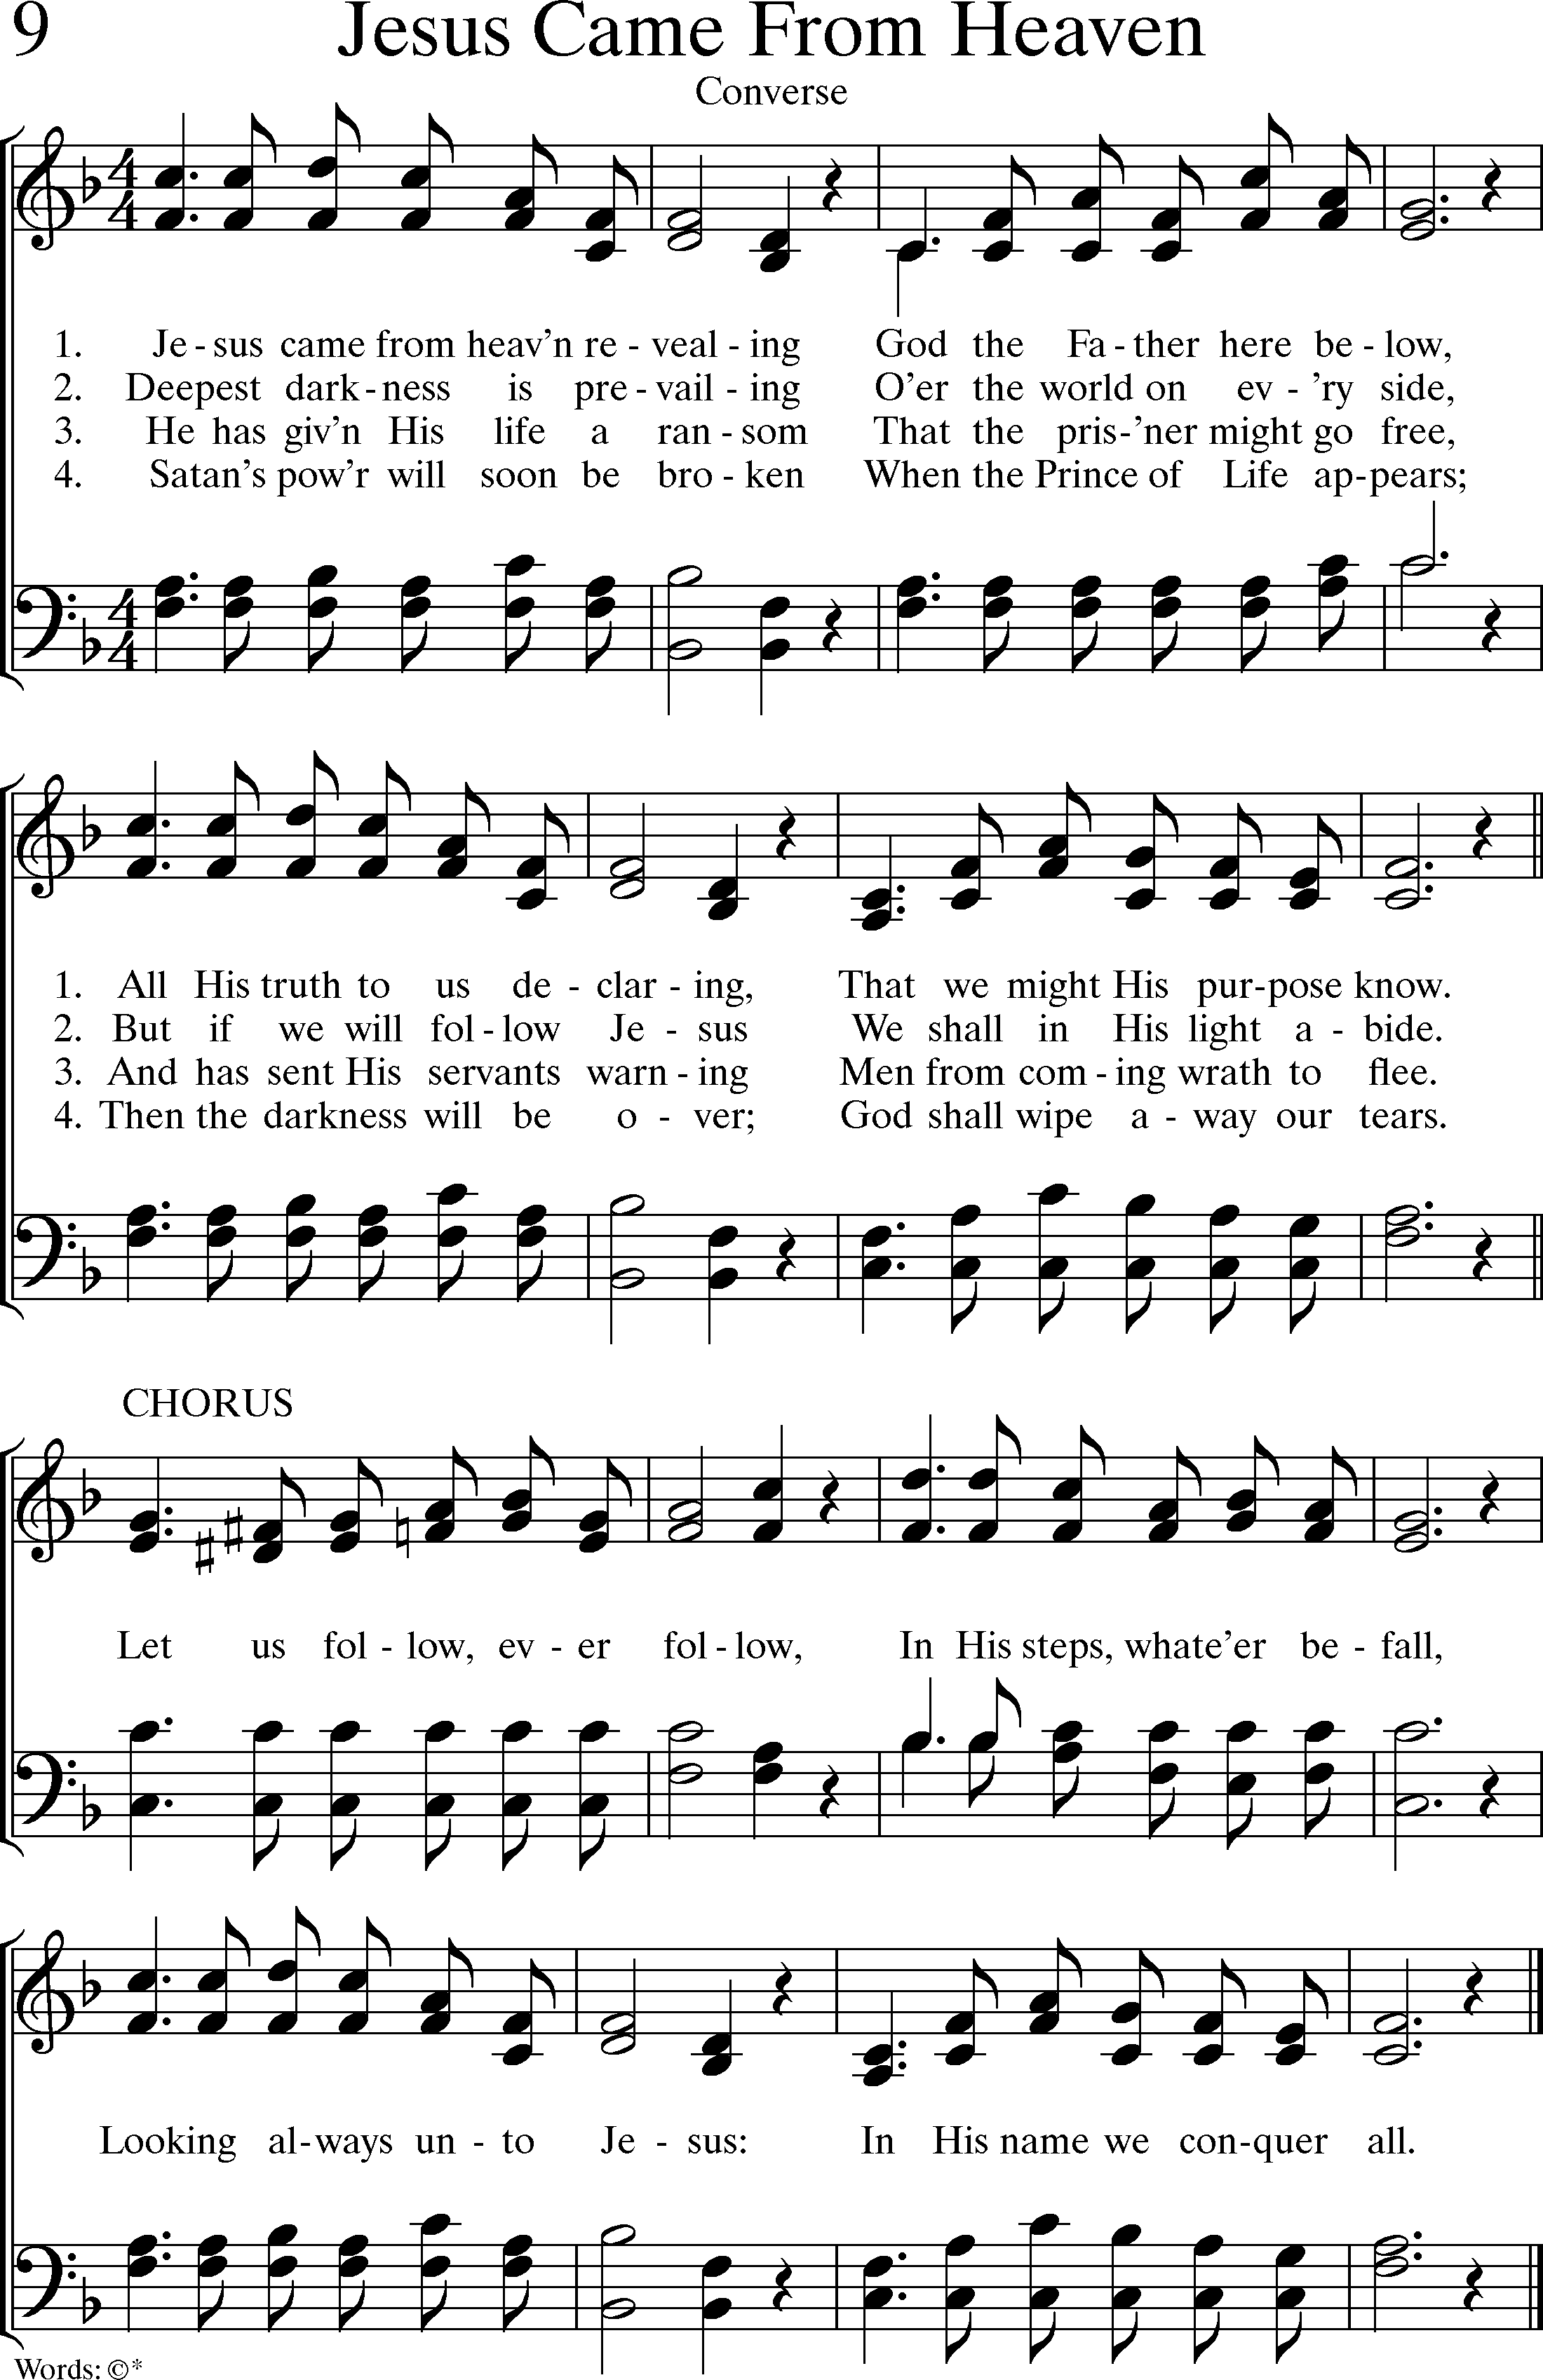 9 Jesus Came From Heaven
Converse
4 4
1. Je - sus came from heav'n re - veal - ing God the Fa - ther here be - low,
2. Deepest dark - ness is pre - vail - ing O'er the world on ev - 'ry side,
3. He has giv'n His life a ran - som That the pris - 'ner might go free,
4. Satan's pow'r will soon be bro - ken When the Prince of Life ap - pears;
4 4
1. All His truth to us de - clar - ing, That we might His pur - pose know.
2. But if we will fol - low Je - sus We shall in His light a - bide.
3. And has sent His servants warn - ing Men from com - ing wrath to flee.
4. Then the darkness will be o - ver; God shall wipe a - way our tears.
CHORUS
Let us fol - low, ev - er fol - low, In His steps, whate'er be - fall,
Looking al - ways un - to Je - sus: In His name we con - quer all.
Words: ©*